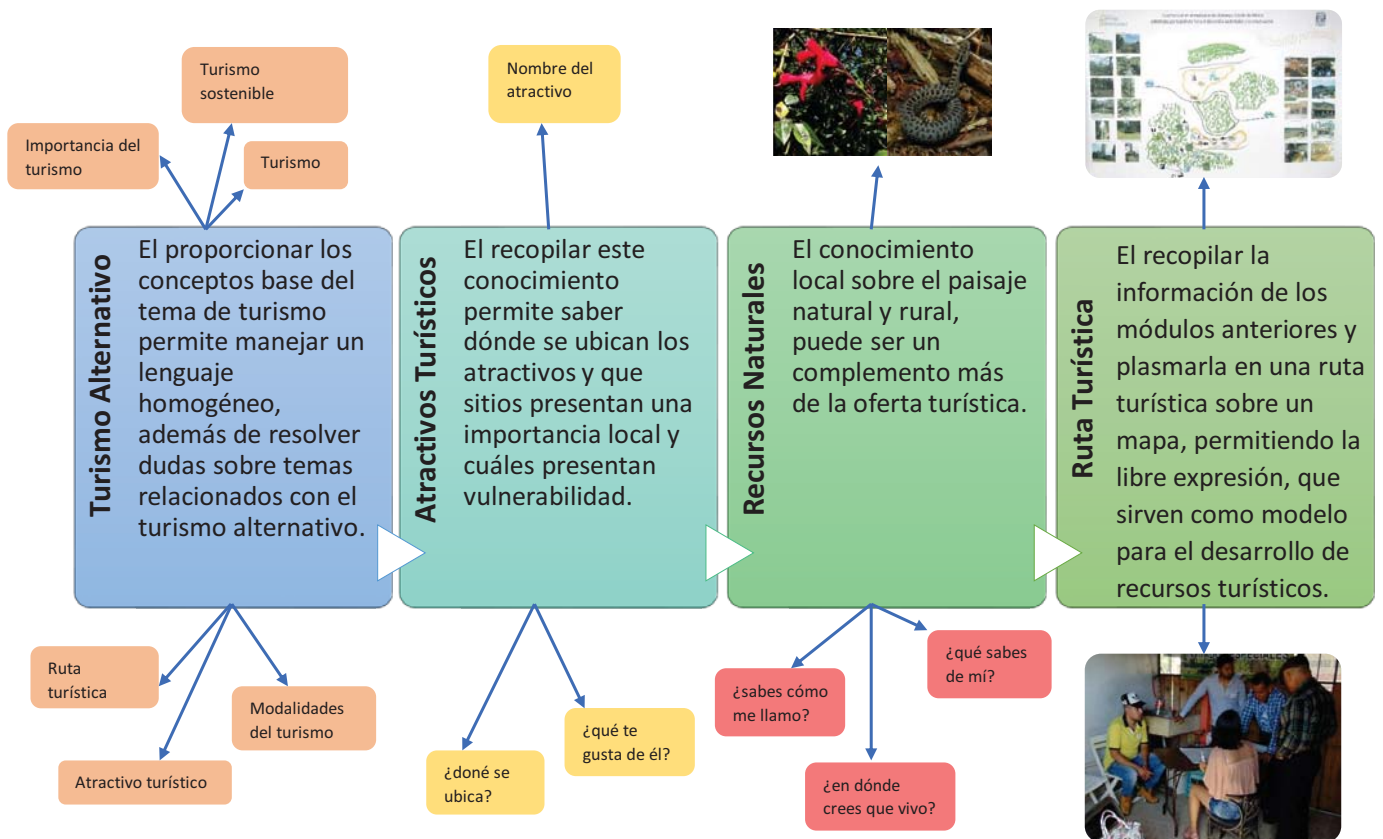 Turismo
sostenible
Importancia del
turismo
Turismo
Nombre del
atractivo
Turismo Alternativo
El proporcionar los
conceptos base del
tema de turismo
permite manejar un
lenguaje
homogéneo,
además de resolver
dudas sobre temas
relacionados con el
turismo alternativo.
Atractivos Turísticos
El recopilar este
conocimiento
permite saber
dónde se ubican los
atractivos y que
sitios presentan una
importancia local y
cuáles presentan
vulnerabilidad.
Recursos Naturales
El conocimiento
local sobre el paisaje
natural y rural,
puede ser un
complemento más
de la oferta turística.
Ruta Turística
El recopilar la
información de los
módulos anteriores y
plasmarla en una ruta
turística sobre un
mapa, permitiendo la
libre expresión, que
sirven como modelo
para el desarrollo de
recursos turísticos.
Ruta
turística
Modalidades
del turismo
Atractivo turístico
¿doné se
ubica?
¿qué te
gusta de él?
¿sabes cómo
me llamo?
¿qué sabes
de mí?
¿en dónde
crees que vivo?